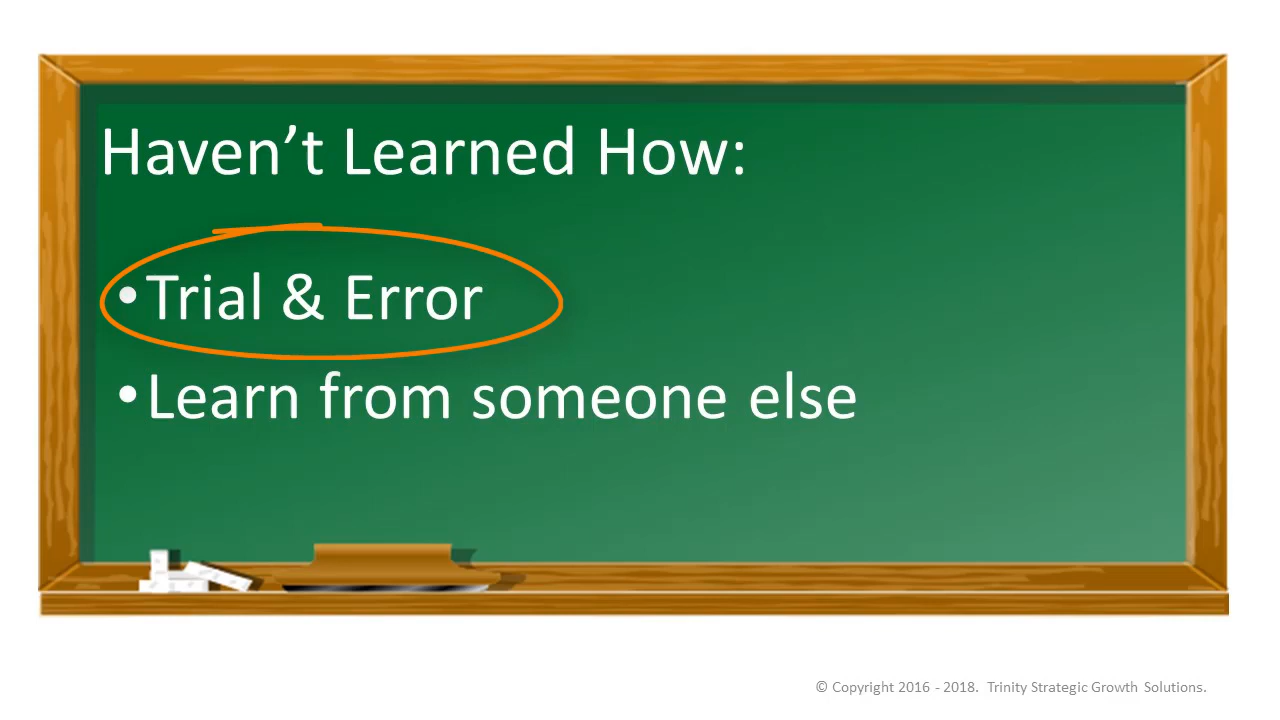 Haven’t Learned How:
•Trial & Error
•Learn from someone else
© Copyright 2016 - 2018.  Trinity Strategic Growth Solutions.